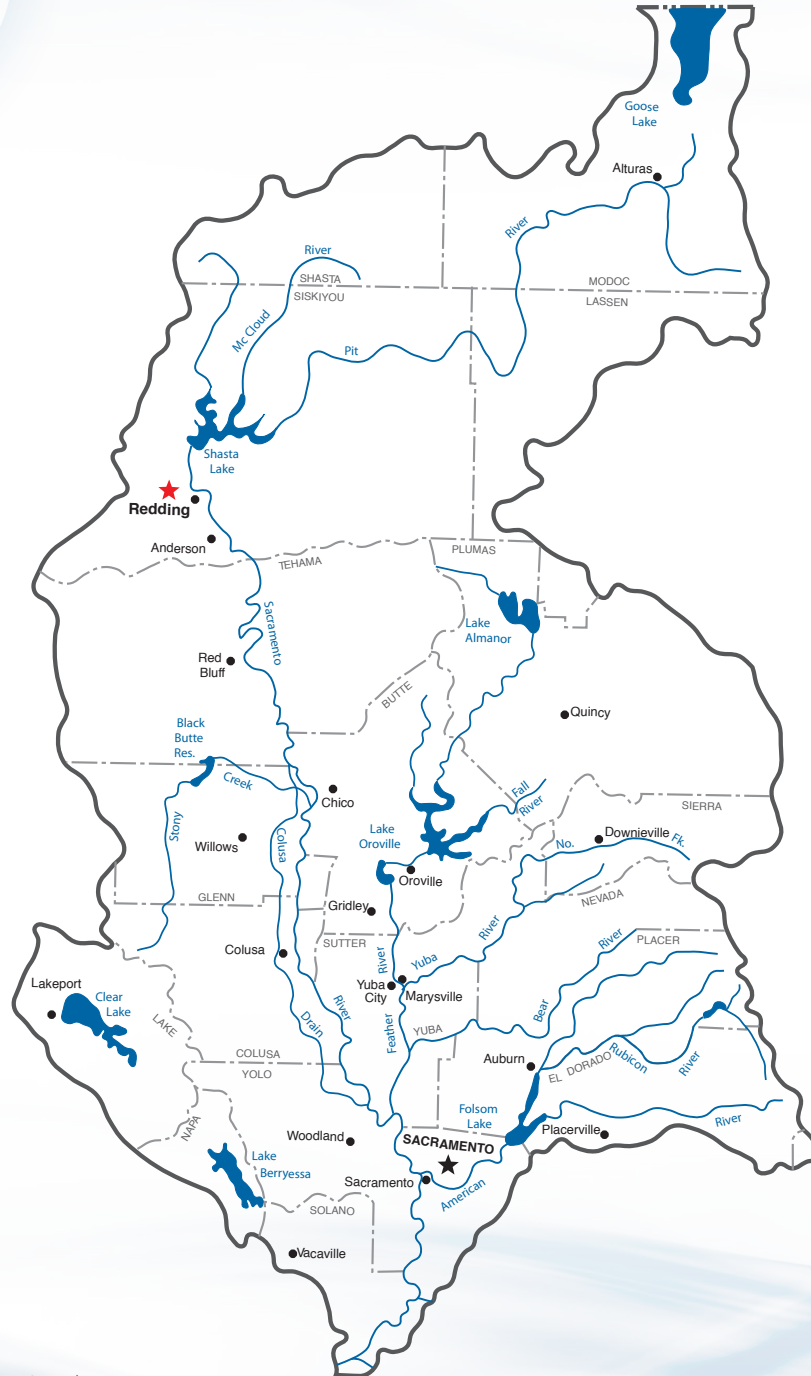 Goose
Lake
Alturas
River
River
SHASTA
SISKIYOU
MODOC
LASSEN
Mc Cloud
Pit
Shasta
Lake
Redding
Anderson
TEHAMA
PLUMAS
Sacramento
Lake
Almanor
Red
Bluff
BUTTE
Quincy
Black
Butte
Res.
Creek
Chico
Fall
River
SIERRA
Stony
Willows
Colusa
Lake
Oroville
No.
Downieville
Fk.
Oroville
GLENN
Gridley
NEVADA
River
SUTTER
River
PLACER
Colusa
River
Yuba
Lakeport
Clear
Lake
Yuba
City
Marysville
River
Bear
LAKE
Drain
Feather
YUBA
COLUSA
YOLO
Auburn
EL DORADO
Rubicon
River
NAPA
Folsom
Lake
Woodland
SACRAMENTO
Placerville
River
Lake
Berryessa
Sacramento
American
SOLANO
Vacaville